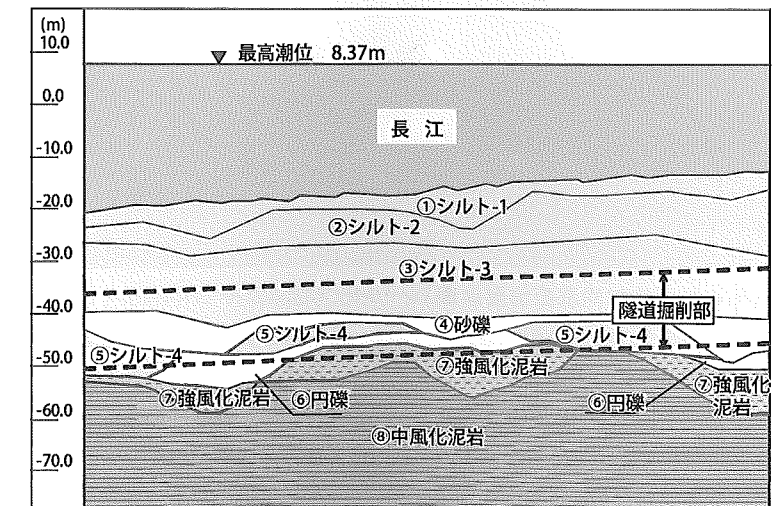 (m)
10.0
最高潮位 8.37m
0.0
長 江
-10.0
-20.0
①シルト-1
②シルト-2
-30.0
③シルト-3
-40.0
隧道掘削部
④砂礫
⑤シルト-4
⑤シルト-4
⑤シルト-4
-50.0
⑦強風化泥岩
⑦強風化泥岩
⑥円礫
⑥円礫
⑦強風化
泥岩
-60.0
⑧中風化泥岩
-70.0